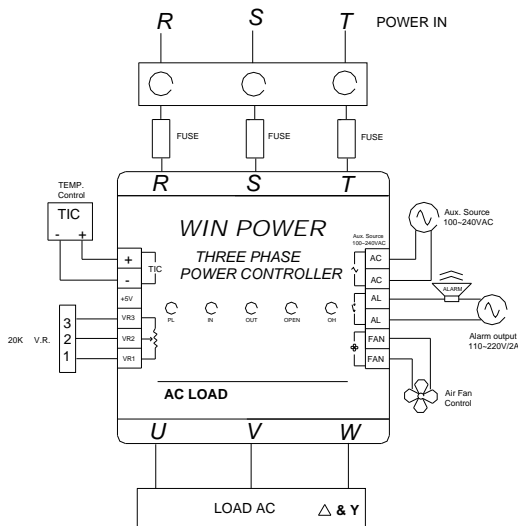 R S T POWER IN
FUSE FUSE FUSE
R S T
TEMP.
Control
TIC
- +
WIN POWER
THREE PHASE
POWER CONTROLLER
Aux. Source
100~240VAC
Aux. Source
100~240VAC
+
-
TIC
+5V
VR3
VR2
VR1
3
2
1
20K V.R.
PL IN OUT OPEN OH
AC
AC
AL
AL
FAN
FAN
ALARM
Alarm output
110~220V/2A
Air Fan
Control
AC LOAD
U V W
LOAD AC △ & Y